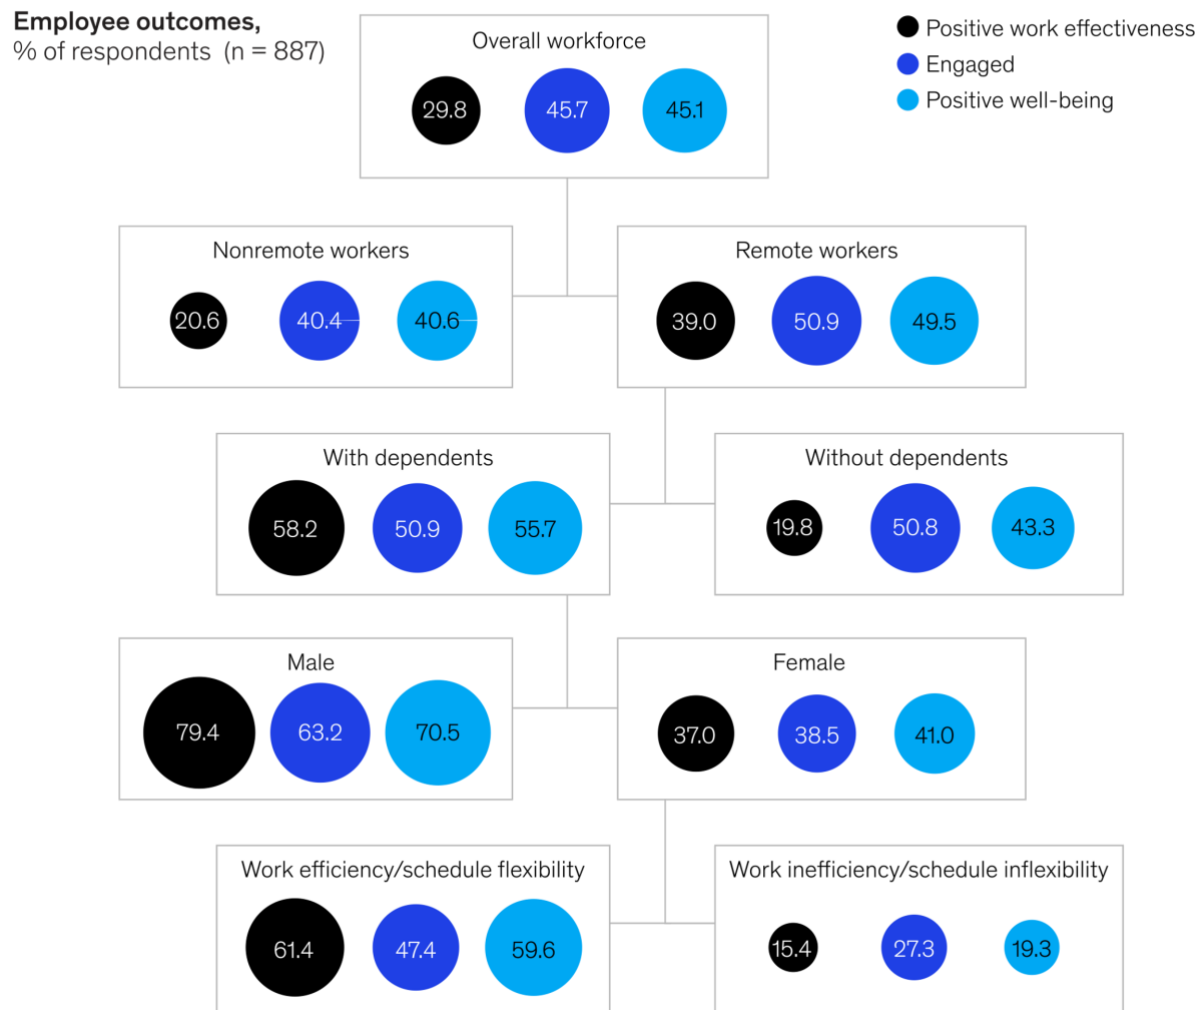 Employee outcomes,
% of respondents (n = 887)
Positive work effectiveness
Engaged
Positive well-being
Overall workforce
29.8 45.7 45.1
Nonremote workers
20.6 40.4 40.6
Remote workers
39.0 50.9 49.5
With dependents
58.2 50.9 55.7
Without dependents
19.8 50.8 43.3
Male
79.4 63.2 70.5
Female
37.0 38.5 41.0
Work efficiency/schedule flexibility
61.4 47.4 59.6
Work inefficiency/schedule inflexibility
15.4 27.3 19.3